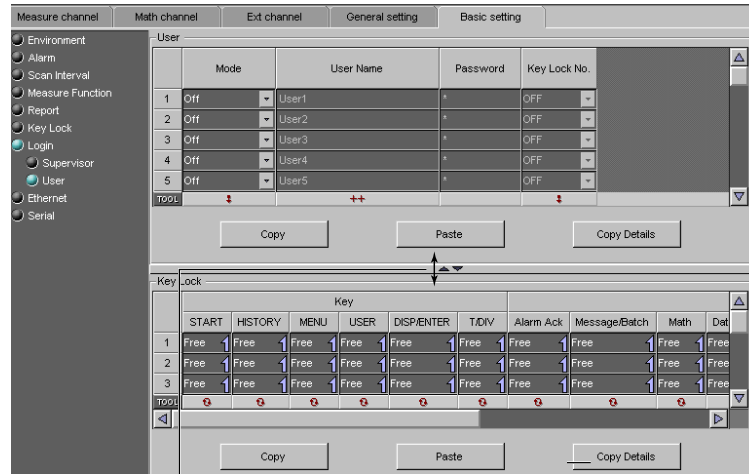 Measure channel Math channel Ext channel General setting Basic setting
Environment
Alarm
Scan Interval
Measure Function
Report
Key Lock
Login
Supervisor
User
Ethernet
Serial
User
Mode User Name Password Key Lock No.
1 Off User1 * OFF
2 Off User2 * OFF
3 Off User3 * OFF
4 Off User4 * OFF
5 Off User5 * OFF
TOOL
Copy Paste Copy Details
Key Lock
Key
START HISTORY MENU USER DISP/ENTER T/DIV Alarm Ack Message/Batch Math Dat
1 Free Free Free Free Free Free Free Free Free Free
2 Free Free Free Free Free Free Free Free Free Free
3 Free Free Free Free Free Free Free Free Free Free
TOOL
Copy Paste Copy Details